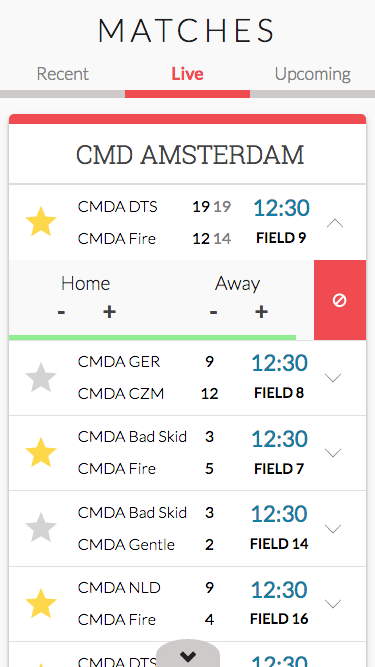 MATCHES
Recent Live Upcoming
CMD AMSTERDAM
CMDA DTS 19 19 12:30
CMDA Fire 12 14 FIELD 9
Home Away
- + - +
CMDA GER 9 12:30
CMDA CZM 12 FIELD 8
CMDA Bad Skid 3 12:30
CMDA Fire 5 FIELD 7
CMDA Bad Skid 3 12:30
CMDA Gentle 2 FIELD 14
CMDA NLD 9 12:30
CMDA Fire 4 FIELD 16
CMDA DTS 12:30